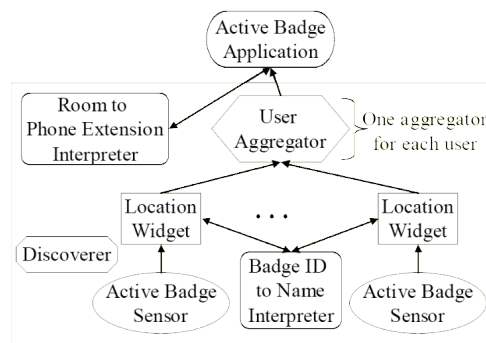 Active Badge
Application
Room to
Phone Extension
Interpreter
User
Aggregator
One aggregator
for each user
Location
Widget
. . .
Location
Widget
Discoverer
Badge ID
to Name
Interpreter
Active Badge
Sensor
Active Badge
Sensor